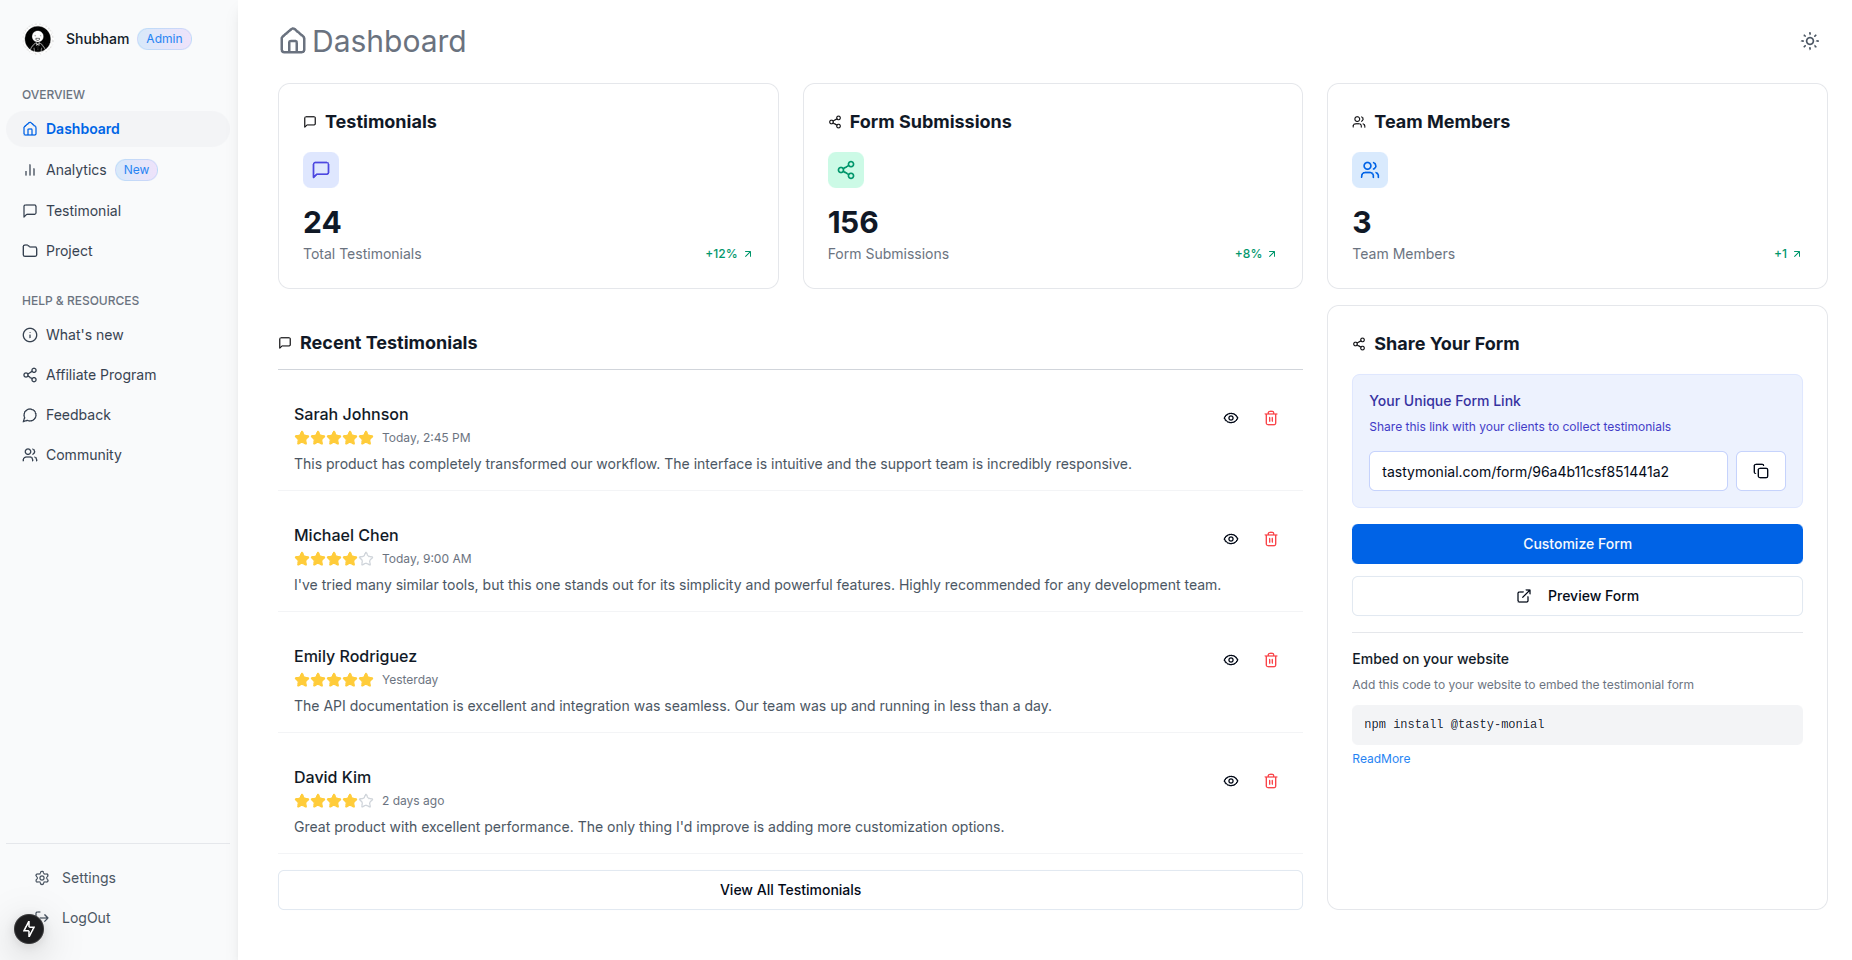 Shubham Admin
OVERVIEW
Dashboard
Analytics New
Testimonial
Project
HELP & RESOURCES
What's new
Affiliate Program
Feedback
Community
Settings
LogOut
Dashboard
Testimonials
24
Total Testimonials
+12%
Form Submissions
156
Form Submissions
+8%
Team Members
3
Team Members
+1
Recent Testimonials
Sarah Johnson
Today, 2:45 PM
This product has completely transformed our workflow. The interface is intuitive and the support team is incredibly responsive.
Michael Chen
Today, 9:00 AM
I've tried many similar tools, but this one stands out for its simplicity and powerful features. Highly recommended for any development team.
Emily Rodriguez
Yesterday
The API documentation is excellent and integration was seamless. Our team was up and running in less than a day.
David Kim
2 days ago
Great product with excellent performance. The only thing I'd improve is adding more customization options.
View All Testimonials
Share Your Form
Your Unique Form Link
Share this link with your clients to collect testimonials
tastymonial.com/form/96a4b11csf851441a2
Customize Form
Preview Form
Embed on your website
Add this code to your website to embed the testimonial form
npm install @tasty-monial
ReadMore